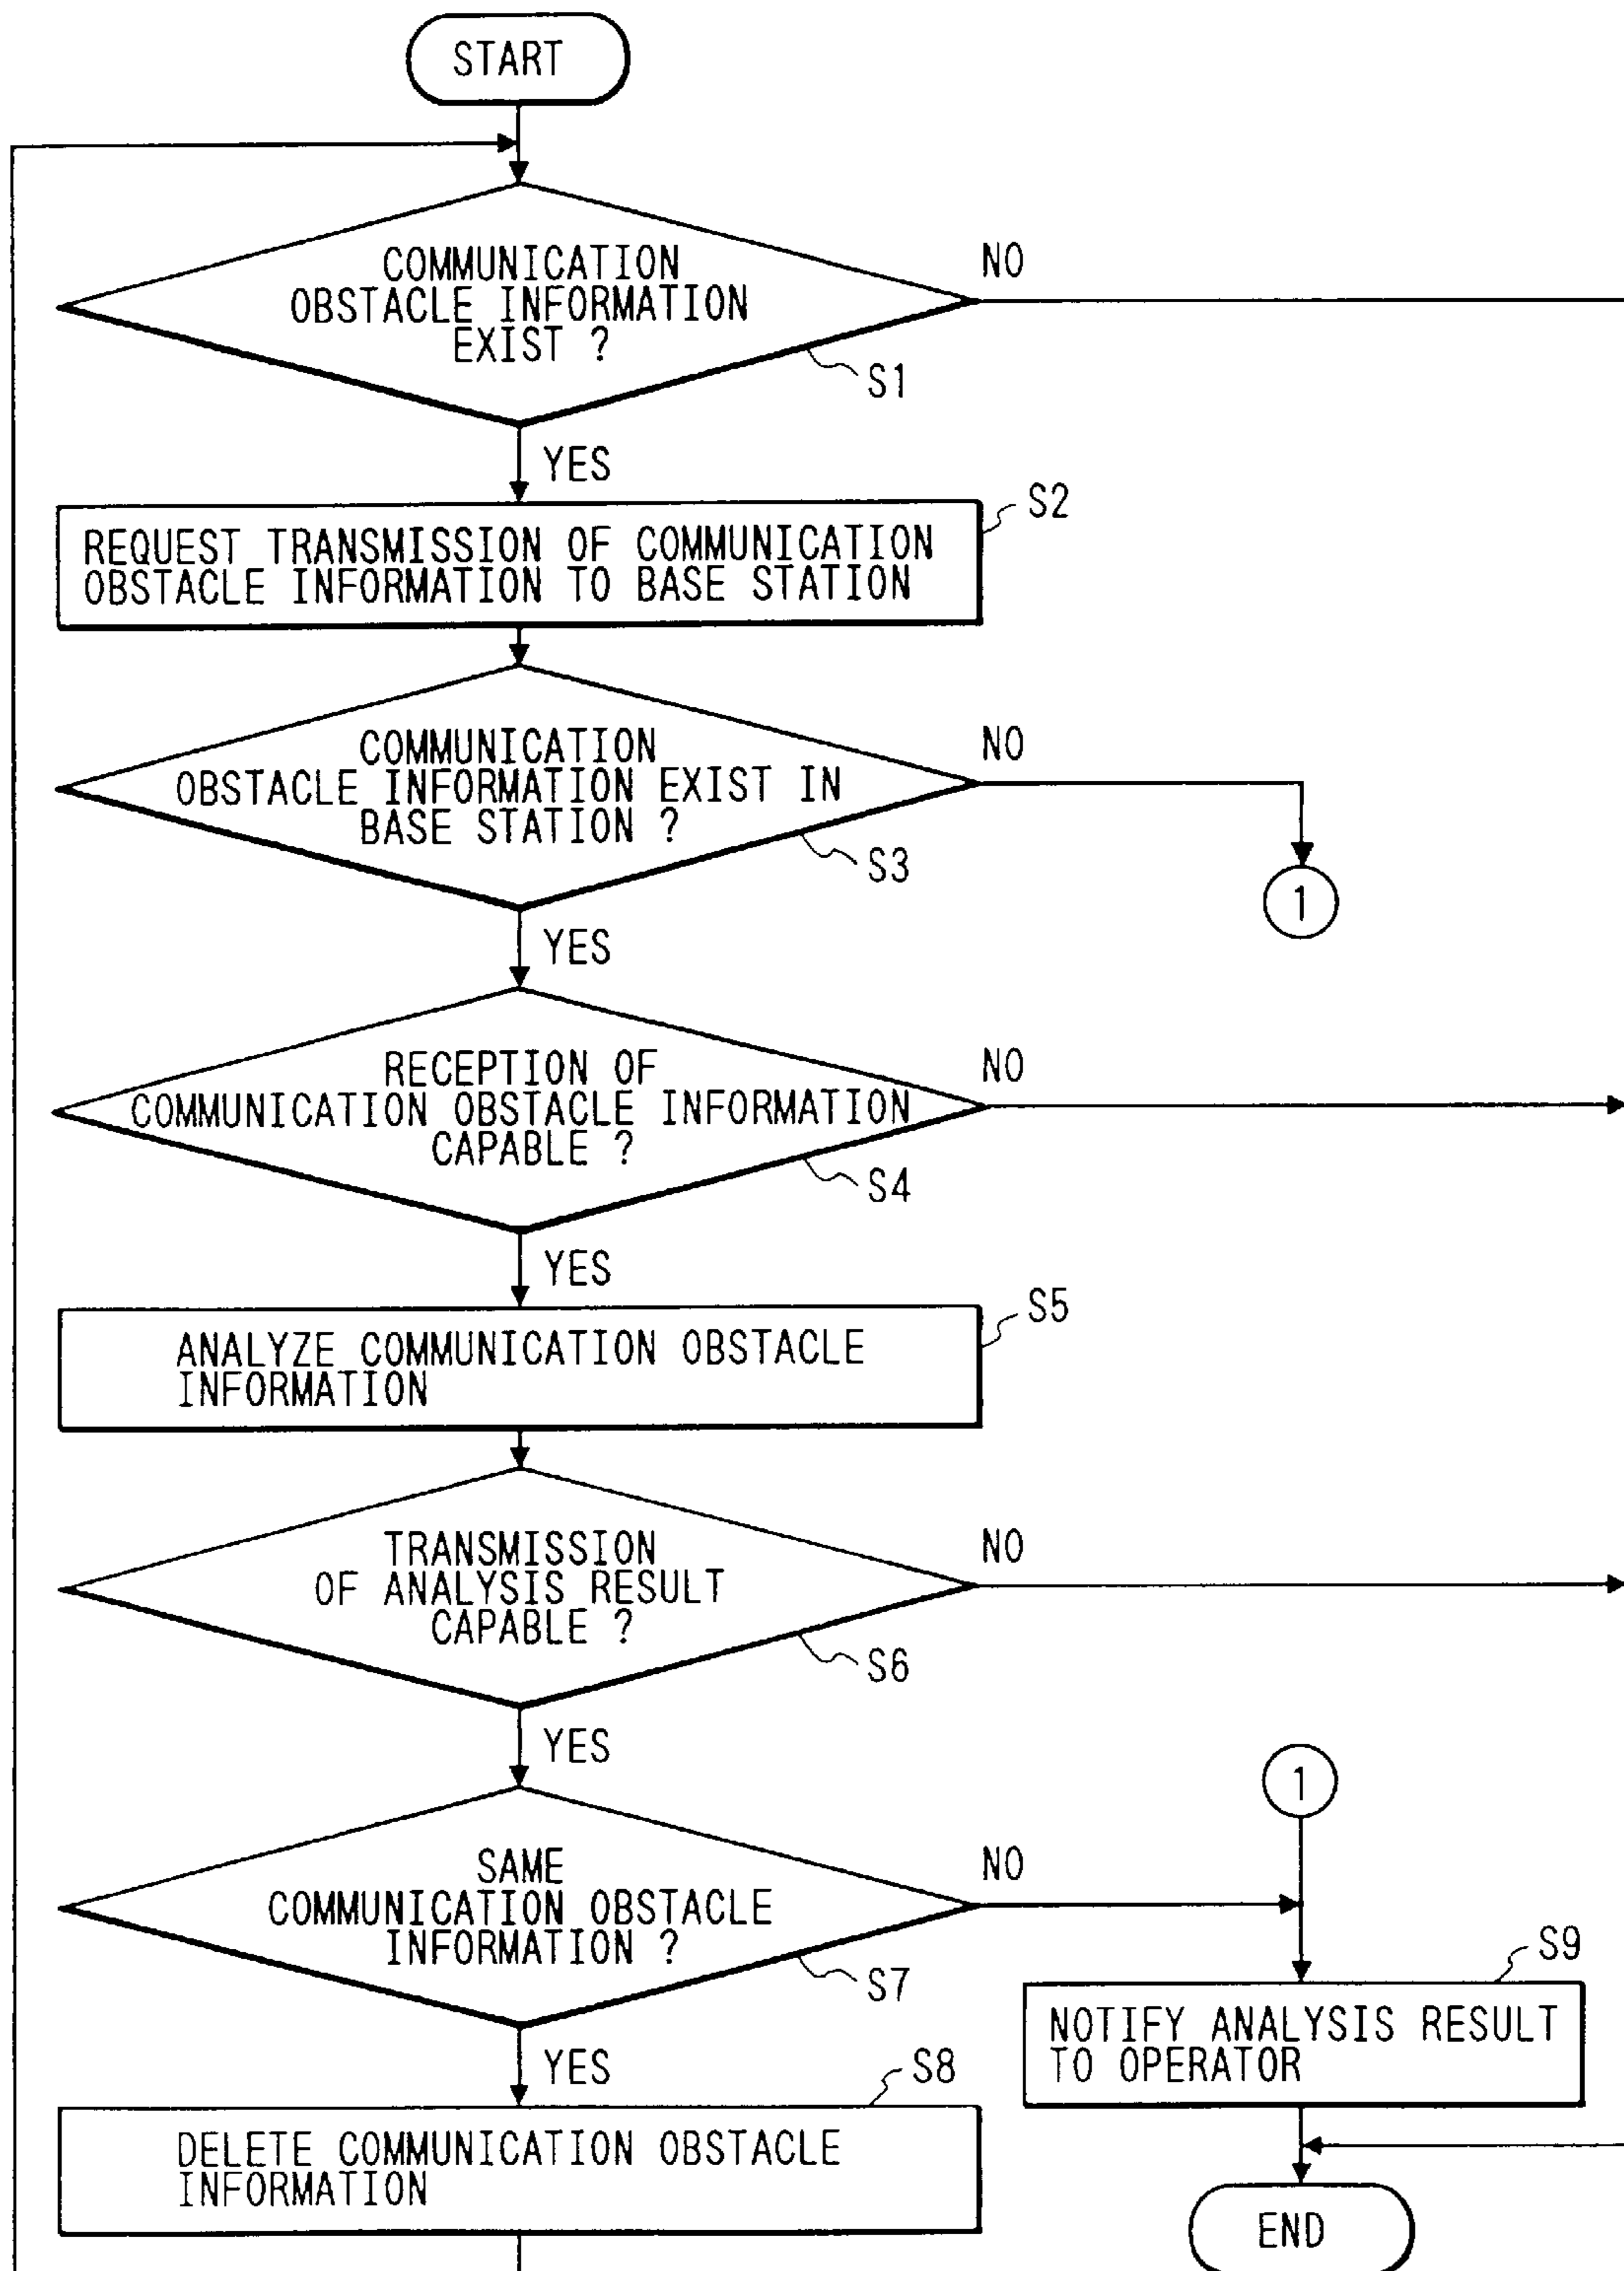 START
COMMUNICATION
OBSTACLE INFORMATION
EXIST ?
NO
S1
YES
S2
REQUEST TRANSMISSION OF COMMUNICATION
OBSTACLE INFORMATION TO BASE STATION
COMMUNICATION
OBSTACLE INFORMATION EXIST IN
BASE STATION ?
NO
S3
1
YES
RECEPTION OF
COMMUNICATION OBSTACLE INFORMATION
CAPABLE ?
NO
S4
YES
S5
ANALYZE COMMUNICATION OBSTACLE
INFORMATION
TRANSMISSION
OF ANALYSIS RESULT
CAPABLE ?
NO
S6
YES
1
SAME
COMMUNICATION OBSTACLE
INFORMATION ?
NO
S7
S9
NOTIFY ANALYSIS RESULT
TO OPERATOR
YES
S8
DELETE COMMUNICATION OBSTACLE
INFORMATION
END